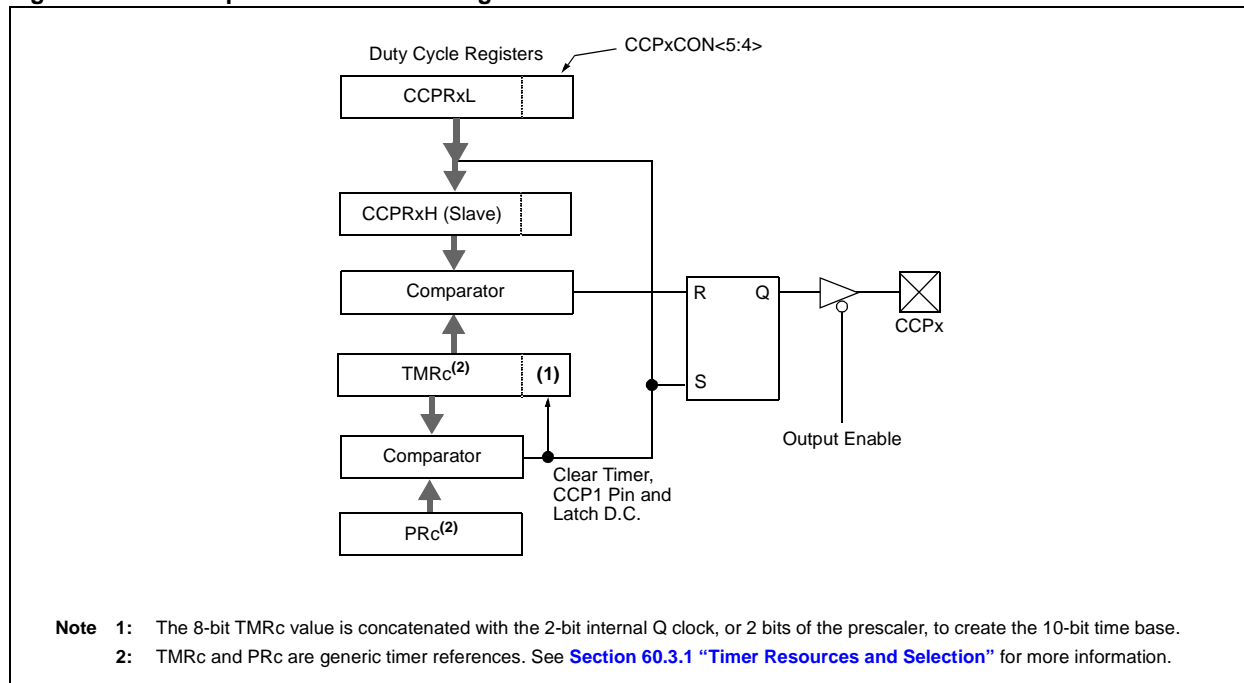 Duty Cycle Registers
CCPxCON<5:4>
CCPRxL
CCPRxH (Slave)
Comparator
R Q
CCPx
TMRc(2) (1)
S
Output Enable
Comparator
Clear Timer,
CCP1 Pin and
Latch D.C.
PRc(2)
Note 1: The 8-bit TMRc value is concatenated with the 2-bit internal Q clock, or 2 bits of the prescaler, to create the 10-bit time base.
2: TMRc and PRc are generic timer references. See Section 60.3.1 “Timer Resources and Selection” for more information.